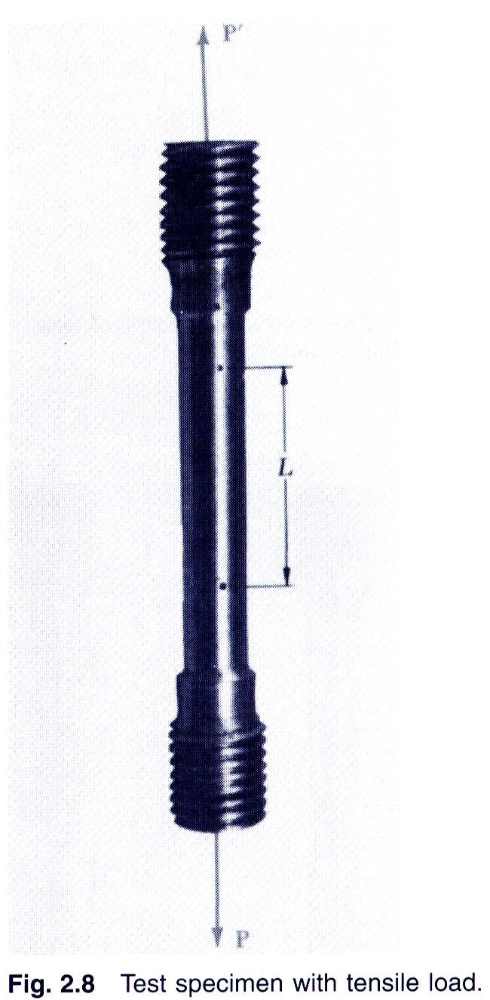 P′
L
P
Fig. 2.8 Test specimen with tensile load.